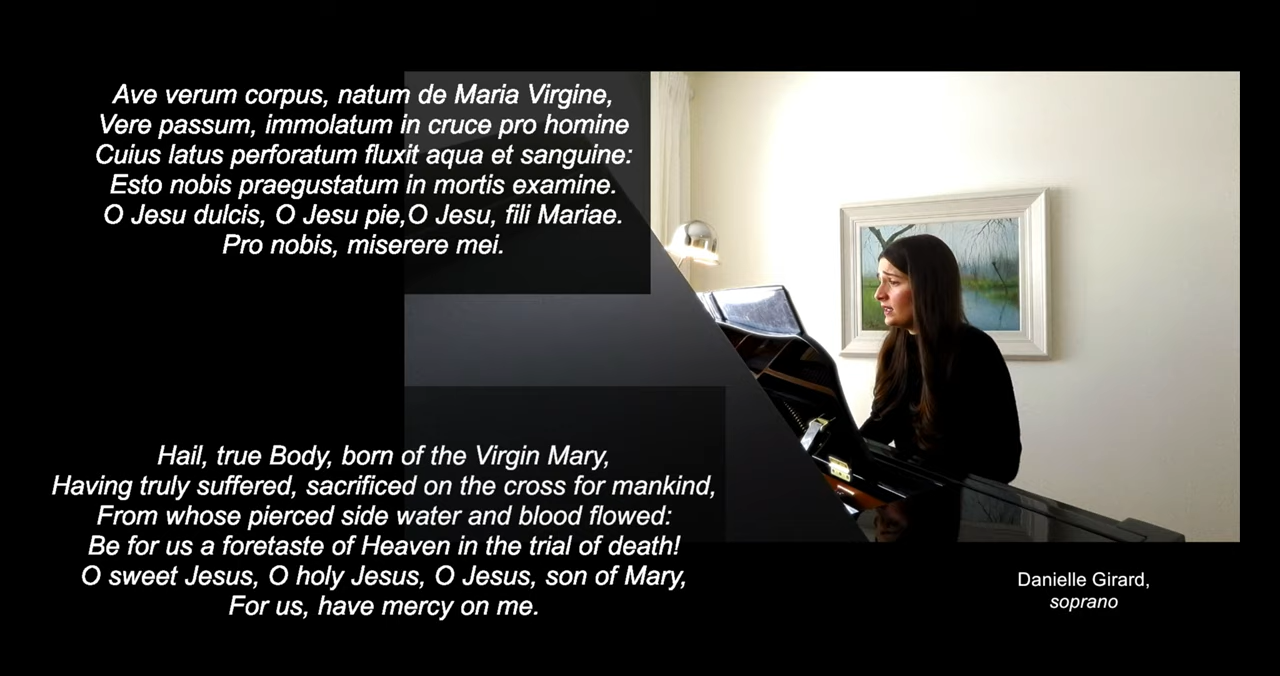 Ave verum corpus, natum de Maria Virgine,
Vere passum, immolatum in cruce pro homine
Cuius latus perforatum fluxit aqua et sanguine:
Esto nobis praegustatum in mortis examine.
O Jesu dulcis, O Jesu pie,O Jesu, fili Mariae.
Pro nobis, miserere mei.
Hail, true Body, born of the Virgin Mary,
Having truly suffered, sacrificed on the cross for mankind,
From whose pierced side water and blood flowed:
Be for us a foretaste of Heaven in the trial of death!
O sweet Jesus, O holy Jesus, O Jesus, son of Mary,
For us, have mercy on me.
Danielle Girard,
soprano